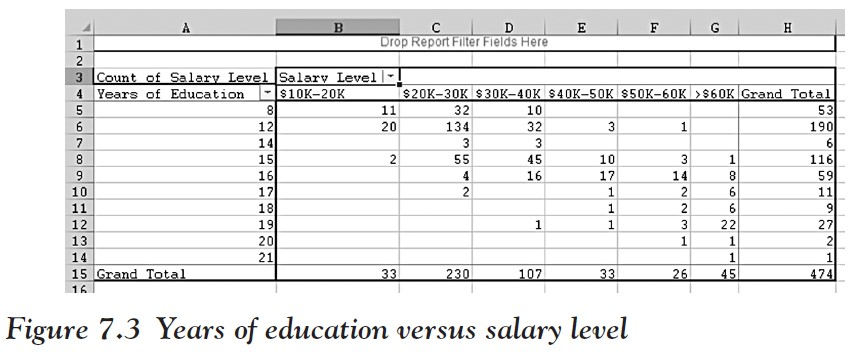 A B C D E F G H
1 Drop Report Filter Fields Here
2
3 Count of Salary Level Salary Level
4 Years of Education $10K–20K $20K–30K $30K–40K $40K–50K $50K–60K >$60K Grand Total
5 8 11 32 10 53
6 12 20 134 32 3 1 190
7 14 3 3 6
8 15 2 55 45 10 3 1 116
9 16 4 16 17 14 8 59
10 17 2 1 2 6 11
11 18 1 2 6 9
12 19 1 1 3 22 27
13 20 1 1 2
14 21 1 1
15 Grand Total 33 230 107 33 26 45 474
16
Figure 7.3 Years of education versus salary level